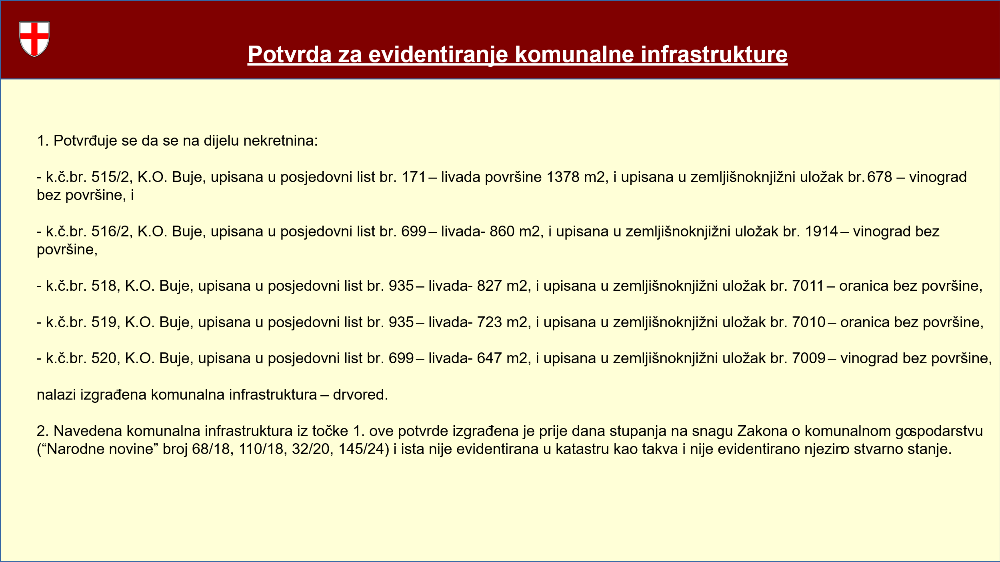 Potvrda za evidentiranje komunalne infrastrukture
1. Potvrđuje se da se na dijelu nekretnina:
- k.č.br. 515/2, K.O. Buje, upisana u posjedovni list br. 171 – livada površine 1378 m2, i upisana u zemljišnoknjižni uložak br. 678 – vinograd
bez površine, i
- k.č.br. 516/2, K.O. Buje, upisana u posjedovni list br. 699 – livada- 860 m2, i upisana u zemljišnoknjižni uložak br. 1914 – vinograd bez
površine,
- k.č.br. 518, K.O. Buje, upisana u posjedovni list br. 935 – livada- 827 m2, i upisana u zemljišnoknjižni uložak br. 7011 – oranica bez površine,
- k.č.br. 519, K.O. Buje, upisana u posjedovni list br. 935 – livada- 723 m2, i upisana u zemljišnoknjižni uložak br. 7010 – oranica bez površine,
- k.č.br. 520, K.O. Buje, upisana u posjedovni list br. 699 – livada- 647 m2, i upisana u zemljišnoknjižni uložak br. 7009 – vinograd bez površine,
nalazi izgrađena komunalna infrastruktura – drvored.
2. Navedena komunalna infrastruktura iz točke 1. ove potvrde izgrađena je prije dana stupanja na snagu Zakona o komunalnom gospodarstvu
(“Narodne novine” broj 68/18, 110/18, 32/20, 145/24) i ista nije evidentirana u katastru kao takva i nije evidentirano njezino stvarno stanje.